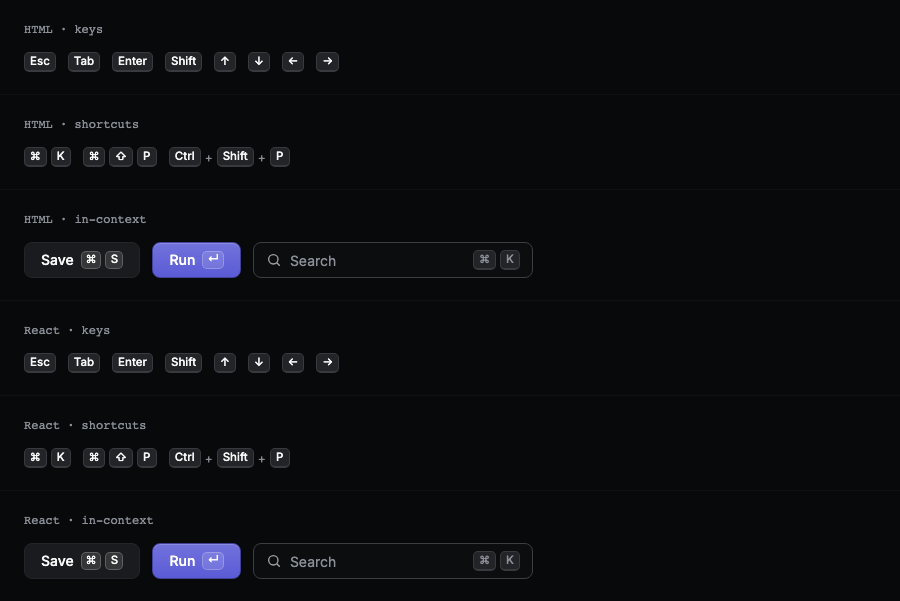 HTML · keys
Esc Tab Enter Shift ↑ ↓ ← →
HTML · shortcuts
⌘ K ⌘ ⇧ P Ctrl + Shift + P
HTML · in-context
Save ⌘ S Run ↵ Search ⌘ K
React · keys
Esc Tab Enter Shift ↑ ↓ ← →
React · shortcuts
⌘ K ⌘ ⇧ P Ctrl + Shift + P
React · in-context
Save ⌘ S Run ↵ Search ⌘ K